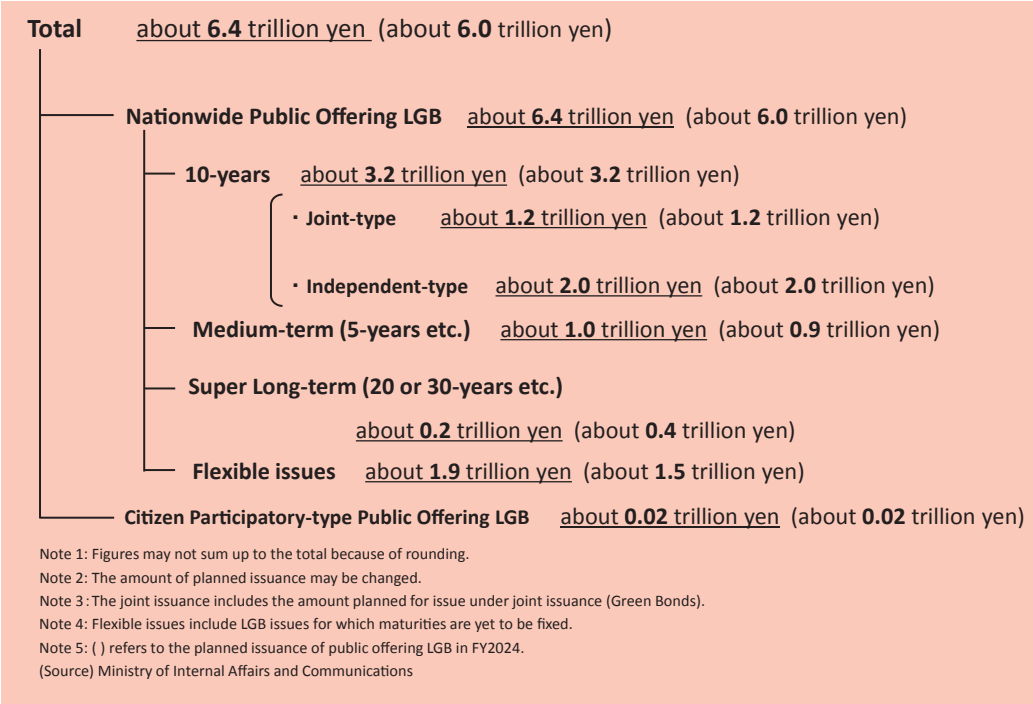 Total about 6.4 trillion yen (about 6.0 trillion yen)
Nationwide Public Offering LGB about 6.4 trillion yen (about 6.0 trillion yen)
10-years about 3.2 trillion yen (about 3.2 trillion yen)
・Joint-type about 1.2 trillion yen (about 1.2 trillion yen)
・Independent-type about 2.0 trillion yen (about 2.0 trillion yen)
Medium-term (5-years etc.) about 1.0 trillion yen (about 0.9 trillion yen)
Super Long-term (20 or 30-years etc.)
about 0.2 trillion yen (about 0.4 trillion yen)
Flexible issues about 1.9 trillion yen (about 1.5 trillion yen)
Citizen Participatory-type Public Offering LGB about 0.02 trillion yen (about 0.02 trillion yen)
Note 1: Figures may not sum up to the total because of rounding.
Note 2: The amount of planned issuance may be changed.
Note 3: The joint issuance includes the amount planned for issue under joint issuance (Green Bonds).
Note 4: Flexible issues include LGB issues for which maturities are yet to be fixed.
Note 5: ( ) refers to the planned issuance of public offering LGB in FY2024.
(Source) Ministry of Internal Affairs and Communications